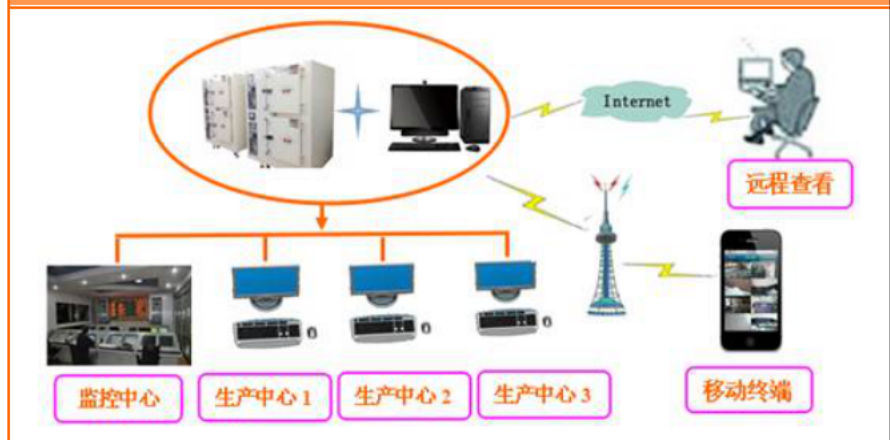 Internet
远程查看
监控中心
生产中心1
生产中心2
生产中心3
移动终端